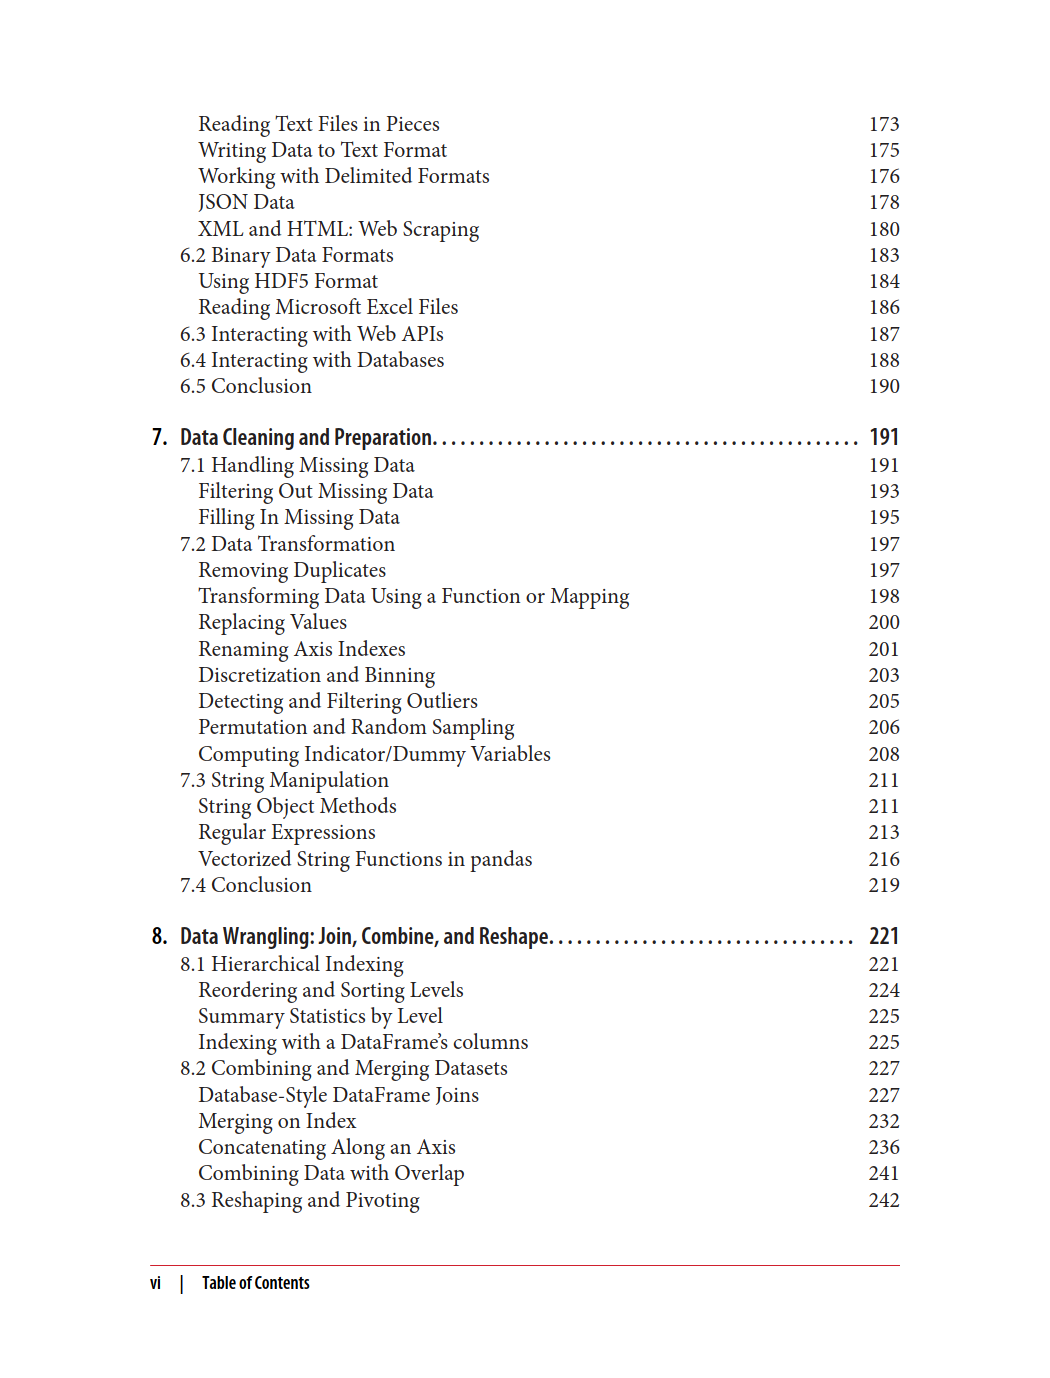 Reading Text Files in Pieces 173
Writing Data to Text Format 175
Working with Delimited Formats 176
JSON Data 178
XML and HTML: Web Scraping 180
6.2 Binary Data Formats 183
Using HDF5 Format 184
Reading Microsoft Excel Files 186
6.3 Interacting with Web APIs 187
6.4 Interacting with Databases 188
6.5 Conclusion 190
7. Data Cleaning and Preparation. . . . . . . . . . . . . . . . . . . . . . . . . . . . . . . . . . . . . . . . . . . . . . 191
7.1 Handling Missing Data 191
Filtering Out Missing Data 193
Filling In Missing Data 195
7.2 Data Transformation 197
Removing Duplicates 197
Transforming Data Using a Function or Mapping 198
Replacing Values 200
Renaming Axis Indexes 201
Discretization and Binning 203
Detecting and Filtering Outliers 205
Permutation and Random Sampling 206
Computing Indicator/Dummy Variables 208
7.3 String Manipulation 211
String Object Methods 211
Regular Expressions 213
Vectorized String Functions in pandas 216
7.4 Conclusion 219
8. Data Wrangling: Join, Combine, and Reshape. . . . . . . . . . . . . . . . . . . . . . . . . . . . . . . . . 221
8.1 Hierarchical Indexing 221
Reordering and Sorting Levels 224
Summary Statistics by Level 225
Indexing with a DataFrame’s columns 225
8.2 Combining and Merging Datasets 227
Database-Style DataFrame Joins 227
Merging on Index 232
Concatenating Along an Axis 236
Combining Data with Overlap 241
8.3 Reshaping and Pivoting 242
vi | Table of Contents